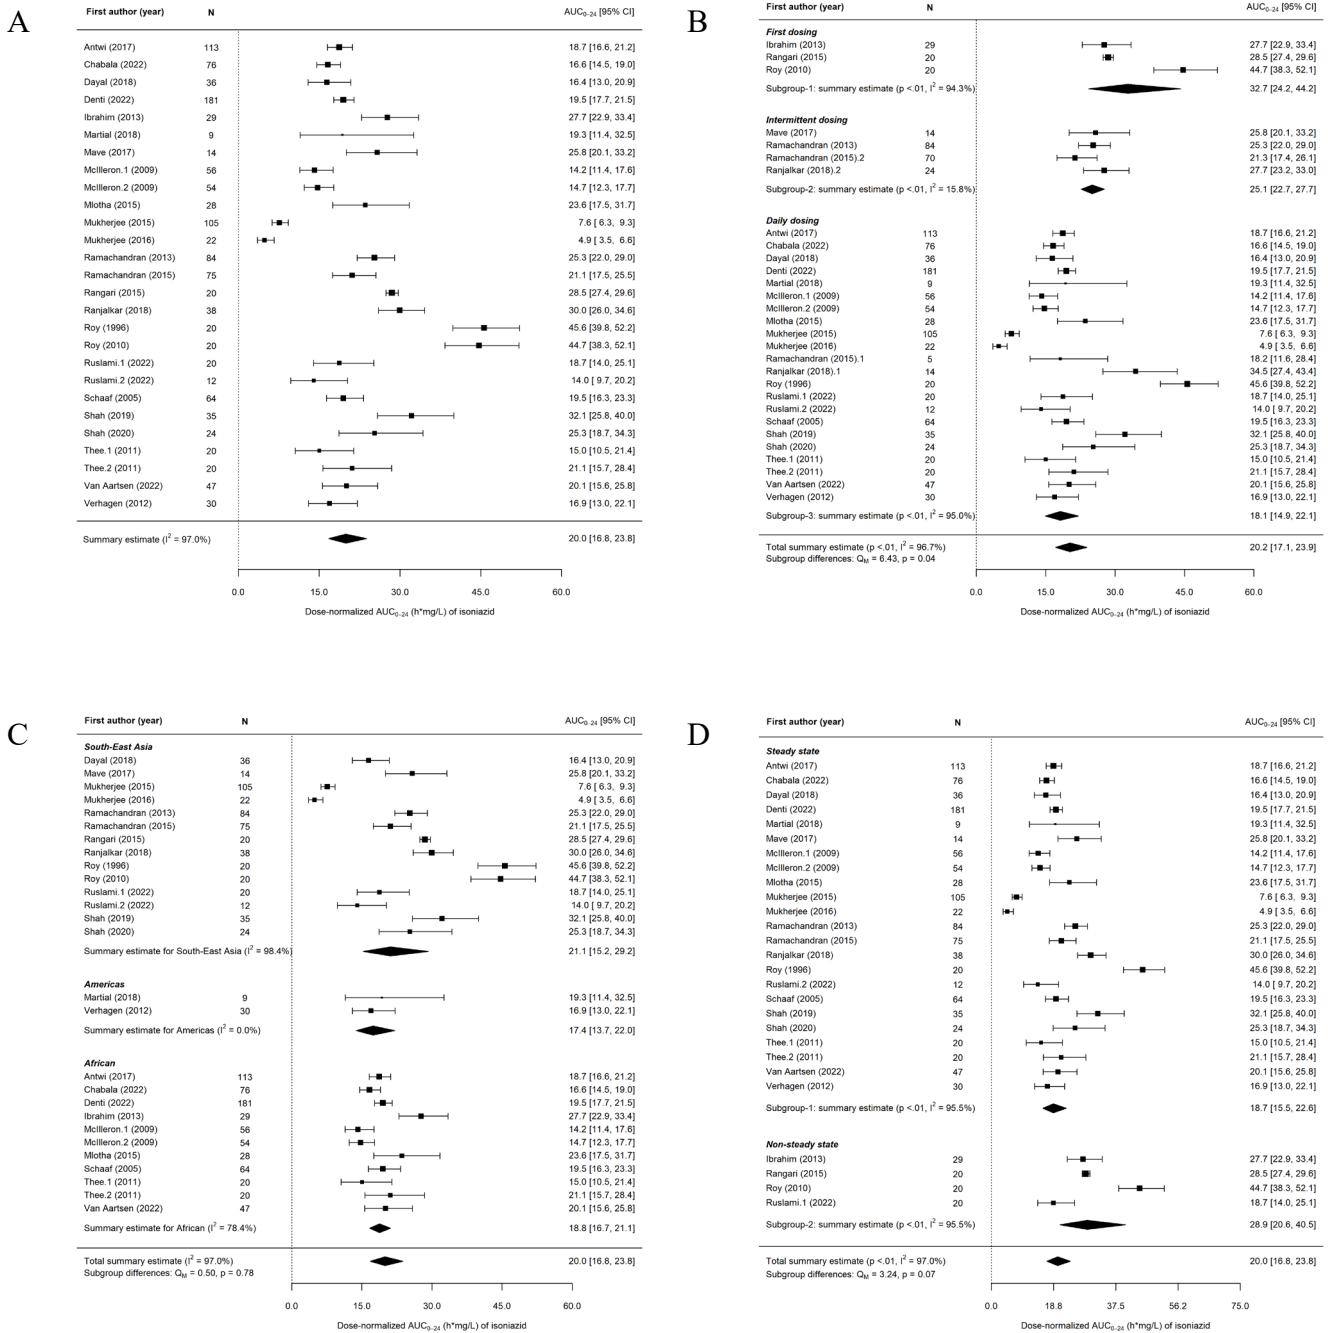 A
First author (year) N AUC0−24 [95% CI]
Antwi (2017) 113 18.7 [16.6, 21.2]
Chabala (2022) 76 16.6 [14.5, 19.0]
Dayal (2018) 36 16.4 [13.0, 20.9]
Denti (2022) 181 19.5 [17.7, 21.5]
Ibrahim (2013) 29 27.7 [22.9, 33.4]
Martial (2018) 9 19.3 [11.4, 32.5]
Mave (2017) 14 25.8 [20.1, 33.2]
McIlleron.1 (2009) 56 14.2 [11.4, 17.6]
McIlleron.2 (2009) 54 14.7 [12.3, 17.7]
Mlotha (2015) 28 23.6 [17.5, 31.7]
Mukherjee (2015) 105 7.6 [ 6.3, 9.3]
Mukherjee (2016) 22 4.9 [ 3.5, 6.6]
Ramachandran (2013) 84 25.3 [22.0, 29.0]
Ramachandran (2015) 75 21.1 [17.5, 25.5]
Rangari (2015) 20 28.5 [27.4, 29.6]
Ranjalkar (2018) 38 30.0 [26.0, 34.6]
Roy (1996) 20 45.6 [39.8, 52.2]
Roy (2010) 20 44.7 [38.3, 52.1]
Ruslami.1 (2022) 20 18.7 [14.0, 25.1]
Ruslami.2 (2022) 12 14.0 [ 9.7, 20.2]
Schaaf (2005) 64 19.5 [16.3, 23.3]
Shah (2019) 35 32.1 [25.8, 40.0]
Shah (2020) 24 25.3 [18.7, 34.3]
Thee.1 (2011) 20 15.0 [10.5, 21.4]
Thee.2 (2011) 20 21.1 [15.7, 28.4]
Van Aartsen (2022) 47 20.1 [15.6, 25.8]
Verhagen (2012) 30 16.9 [13.0, 22.1]
Summary estimate (I2 = 97.0%) 20.0 [16.8, 23.8]
0.0 15.0 30.0 45.0 60.0
Dose-normalized AUC0−24 (h*mg/L) of isoniazid
B
First author (year) N AUC0−24 [95% CI]
First dosing
Ibrahim (2013) 29 27.7 [22.9, 33.4]
Rangari (2015) 20 28.5 [27.4, 29.6]
Roy (2010) 20 44.7 [38.3, 52.1]
Subgroup-1: summary estimate (p <.01, I2 = 94.3%) 32.7 [24.2, 44.2]
Intermittent dosing
Mave (2017) 14 25.8 [20.1, 33.2]
Ramachandran (2013) 84 25.3 [22.0, 29.0]
Ramachandran (2015).2 70 21.3 [17.4, 26.1]
Ranjalkar (2018).2 24 27.7 [23.2, 33.0]
Subgroup-2: summary estimate (p <.01, I2 = 15.8%) 25.1 [22.7, 27.7]
Daily dosing
Antwi (2017) 113 18.7 [16.6, 21.2]
Chabala (2022) 76 16.6 [14.5, 19.0]
Dayal (2018) 36 16.4 [13.0, 20.9]
Denti (2022) 181 19.5 [17.7, 21.5]
Martial (2018) 9 19.3 [11.4, 32.5]
McIlleron.1 (2009) 56 14.2 [11.4, 17.6]
McIlleron.2 (2009) 54 14.7 [12.3, 17.7]
Mlotha (2015) 28 23.6 [17.5, 31.7]
Mukherjee (2015) 105 7.6 [ 6.3, 9.3]
Mukherjee (2016) 22 4.9 [ 3.5, 6.6]
Ramachandran (2015).1 5 18.2 [11.6, 28.4]
Ranjalkar (2018).1 14 34.5 [27.4, 43.4]
Roy (1996) 20 45.6 [39.8, 52.2]
Ruslami.1 (2022) 20 18.7 [14.0, 25.1]
Ruslami.2 (2022) 12 14.0 [ 9.7, 20.2]
Schaaf (2005) 64 19.5 [16.3, 23.3]
Shah (2019) 35 32.1 [25.8, 40.0]
Shah (2020) 24 25.3 [18.7, 34.3]
Thee.1 (2011) 20 15.0 [10.5, 21.4]
Thee.2 (2011) 20 21.1 [15.7, 28.4]
Van Aartsen (2022) 47 20.1 [15.6, 25.8]
Verhagen (2012) 30 16.9 [13.0, 22.1]
Subgroup-3: summary estimate (p <.01, I2 = 95.0%) 18.1 [14.9, 22.1]
Total summary estimate (p <.01, I2 = 96.7%) 20.2 [17.1, 23.9]
Subgroup differences: QM = 6.43, p = 0.04
0.0 15.0 30.0 45.0 60.0
Dose-normalized AUC0−24 (h*mg/L) of isoniazid
C
First author (year) N AUC0−24 [95% CI]
South-East Asia
Dayal (2018) 36 16.4 [13.0, 20.9]
Mave (2017) 14 25.8 [20.1, 33.2]
Mukherjee (2015) 105 7.6 [ 6.3, 9.3]
Mukherjee (2016) 22 4.9 [ 3.5, 6.6]
Ramachandran (2013) 84 25.3 [22.0, 29.0]
Ramachandran (2015) 75 21.1 [17.5, 25.5]
Rangari (2015) 20 28.5 [27.4, 29.6]
Ranjalkar (2018) 38 30.0 [26.0, 34.6]
Roy (1996) 20 45.6 [39.8, 52.2]
Roy (2010) 20 44.7 [38.3, 52.1]
Ruslami.1 (2022) 20 18.7 [14.0, 25.1]
Ruslami.2 (2022) 12 14.0 [ 9.7, 20.2]
Shah (2019) 35 32.1 [25.8, 40.0]
Shah (2020) 24 25.3 [18.7, 34.3]
Summary estimate for South-East Asia (I2 = 98.4%) 21.1 [15.2, 29.2]
Americas
Martial (2018) 9 19.3 [11.4, 32.5]
Verhagen (2012) 30 16.9 [13.0, 22.1]
Summary estimate for Americas (I2 = 0.0%) 17.4 [13.7, 22.0]
African
Antwi (2017) 113 18.7 [16.6, 21.2]
Chabala (2022) 76 16.6 [14.5, 19.0]
Denti (2022) 181 19.5 [17.7, 21.5]
Ibrahim (2013) 29 27.7 [22.9, 33.4]
McIlleron.1 (2009) 56 14.2 [11.4, 17.6]
McIlleron.2 (2009) 54 14.7 [12.3, 17.7]
Mlotha (2015) 28 23.6 [17.5, 31.7]
Schaaf (2005) 64 19.5 [16.3, 23.3]
Thee.1 (2011) 20 15.0 [10.5, 21.4]
Thee.2 (2011) 20 21.1 [15.7, 28.4]
Van Aartsen (2022) 47 20.1 [15.6, 25.8]
Summary estimate for African (I2 = 78.4%) 18.8 [16.7, 21.1]
Total summary estimate (I2 = 97.0%) 20.0 [16.8, 23.8]
Subgroup differences: QM = 0.50, p = 0.78
0.0 15.0 30.0 45.0 60.0
Dose-normalized AUC0−24 (h*mg/L) of isoniazid
D
First author (year) N AUC0−24 [95% CI]
Steady state
Antwi (2017) 113 18.7 [16.6, 21.2]
Chabala (2022) 76 16.6 [14.5, 19.0]
Dayal (2018) 36 16.4 [13.0, 20.9]
Denti (2022) 181 19.5 [17.7, 21.5]
Martial (2018) 9 19.3 [11.4, 32.5]
Mave (2017) 14 25.8 [20.1, 33.2]
McIlleron.1 (2009) 56 14.2 [11.4, 17.6]
McIlleron.2 (2009) 54 14.7 [12.3, 17.7]
Mlotha (2015) 28 23.6 [17.5, 31.7]
Mukherjee (2015) 105 7.6 [ 6.3, 9.3]
Mukherjee (2016) 22 4.9 [ 3.5, 6.6]
Ramachandran (2013) 84 25.3 [22.0, 29.0]
Ramachandran (2015) 75 21.1 [17.5, 25.5]
Ranjalkar (2018) 38 30.0 [26.0, 34.6]
Roy (1996) 20 45.6 [39.8, 52.2]
Ruslami.2 (2022) 12 14.0 [ 9.7, 20.2]
Schaaf (2005) 64 19.5 [16.3, 23.3]
Shah (2019) 35 32.1 [25.8, 40.0]
Shah (2020) 24 25.3 [18.7, 34.3]
Thee.1 (2011) 20 15.0 [10.5, 21.4]
Thee.2 (2011) 20 21.1 [15.7, 28.4]
Van Aartsen (2022) 47 20.1 [15.6, 25.8]
Verhagen (2012) 30 16.9 [13.0, 22.1]
Subgroup-1: summary estimate (p <.01, I2 = 95.5%) 18.7 [15.5, 22.6]
Non-steady state
Ibrahim (2013) 29 27.7 [22.9, 33.4]
Rangari (2015) 20 28.5 [27.4, 29.6]
Roy (2010) 20 44.7 [38.3, 52.1]
Ruslami.1 (2022) 20 18.7 [14.0, 25.1]
Subgroup-2: summary estimate (p <.01, I2 = 95.5%) 28.9 [20.6, 40.5]
Total summary estimate (p <.01, I2 = 97.0%) 20.0 [16.8, 23.8]
Subgroup differences: QM = 3.24, p = 0.07
0.0 18.8 37.5 56.2 75.0
Dose-normalized AUC0−24 (h*mg/L) of isoniazid